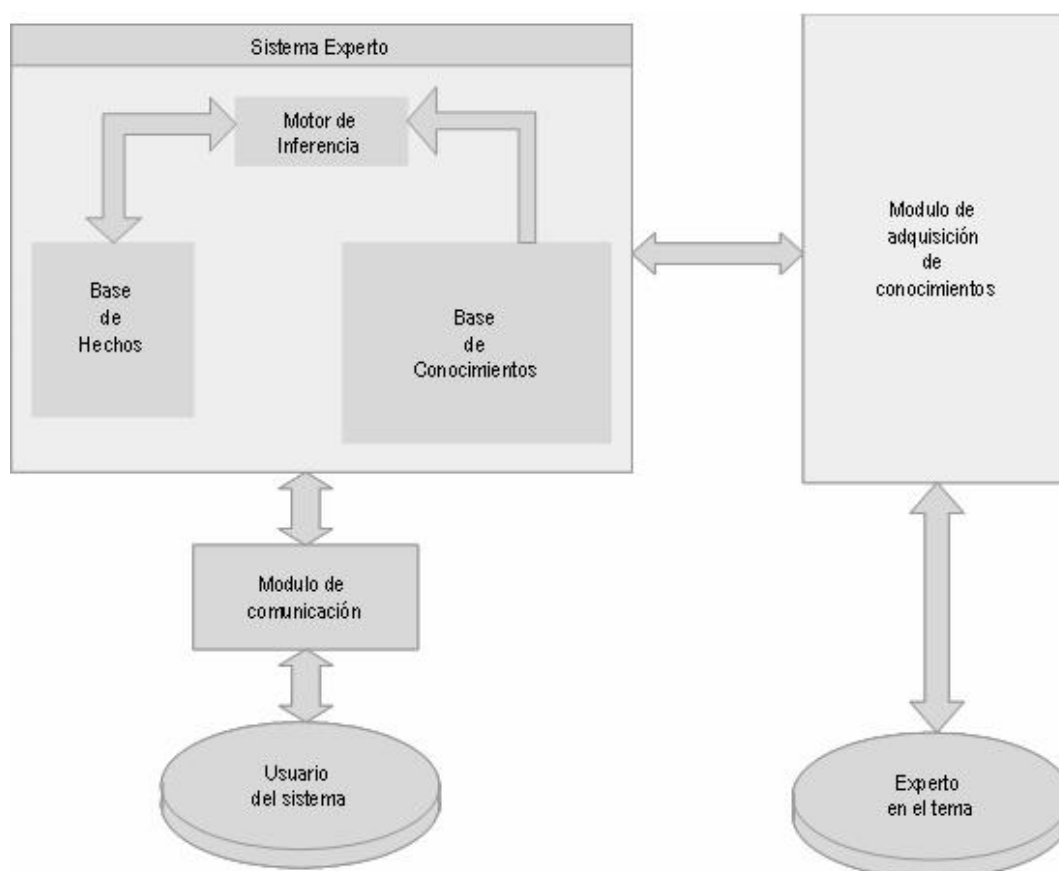 Sistema Experto
Motor de
Inferencia
Base
de
Hechos
Base
de
Conocimientos
Modulo de
adquisición
de
conocimientos
Modulo de
comunicación
Usuario
del sistema
Experto
en el tema